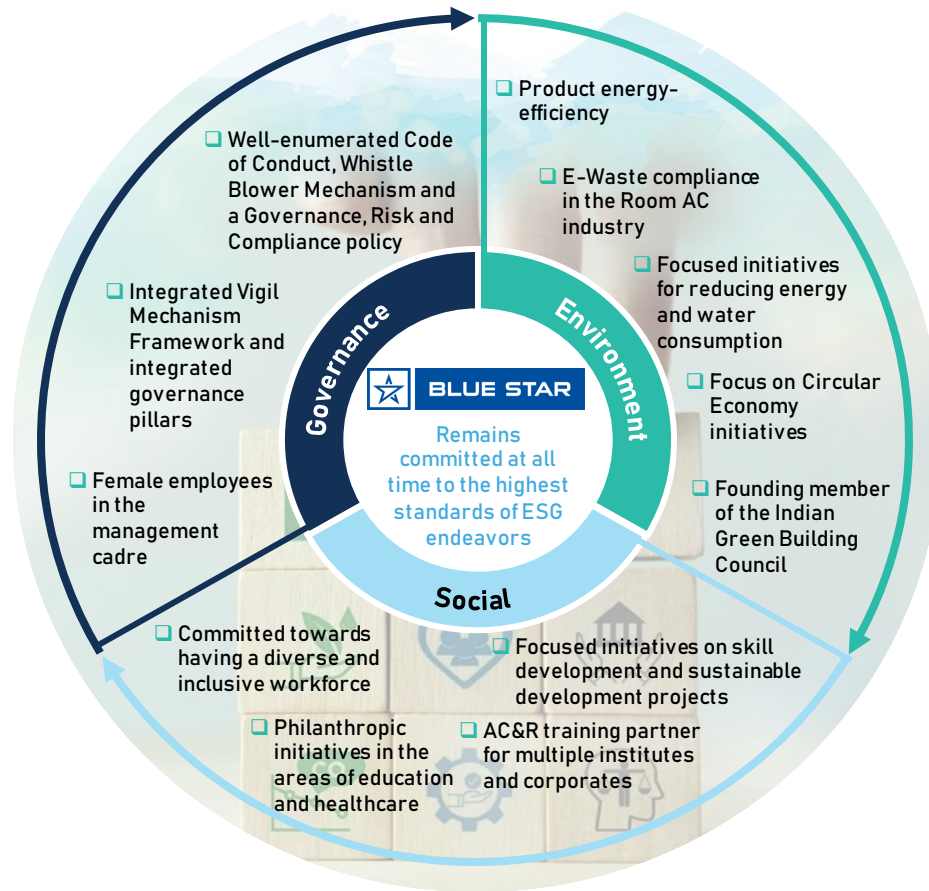 ❑ Product energy-
efficiency
❑ E-Waste compliance
in the Room AC
industry
❑ Focused initiatives
for reducing energy
and water
consumption
❑ Focus on Circular
Economy
initiatives
❑ Founding member
of the Indian
Green Building
Council
❑ Well-enumerated Code
of Conduct, Whistle
Blower Mechanism and
a Governance, Risk and
Compliance policy
❑ Integrated Vigil
Mechanism
Framework and
integrated
governance
pillars
❑ Female employees
in the
management
cadre
Governance
Environment
Social
BLUE STAR
Remains
committed at all
time to the highest
standards of ESG
endeavors
❑ Committed towards
having a diverse and
inclusive workforce
❑ Focused initiatives on skill
development and sustainable
development projects
❑ Philanthropic
initiatives in the
areas of education
and healthcare
❑ AC&R training partner
for multiple institutes
and corporates
CO₂